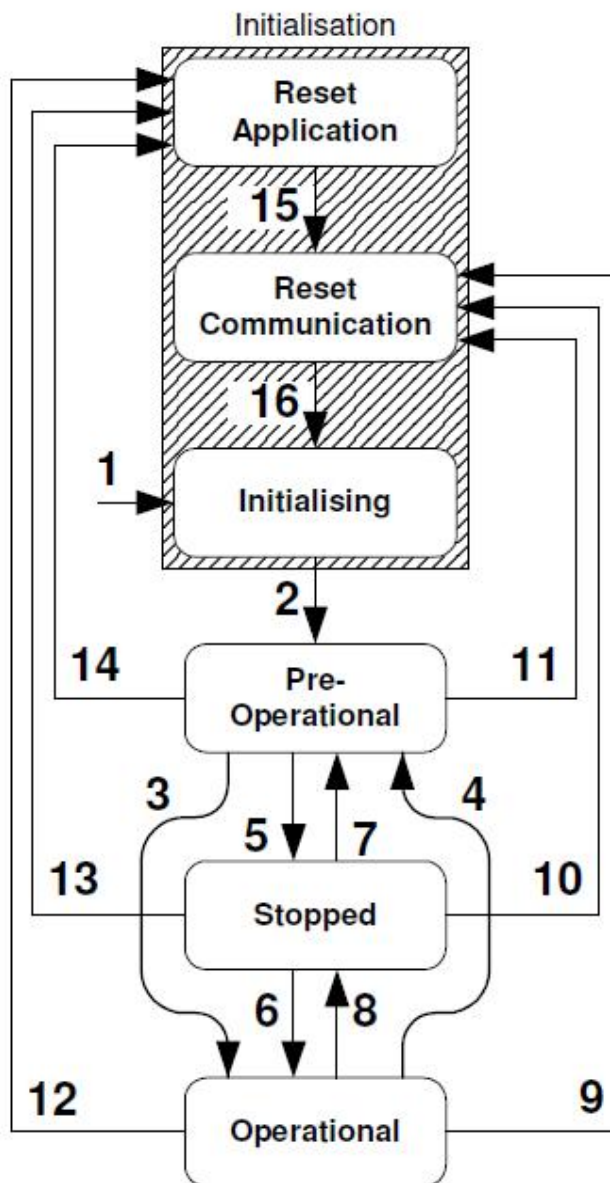 Initialisation
Reset
Application
15
Reset
Communication
16
1
Initialising
2
14
Pre-
Operational
11
3
4
5
7
13
Stopped
10
6
8
12
Operational
9